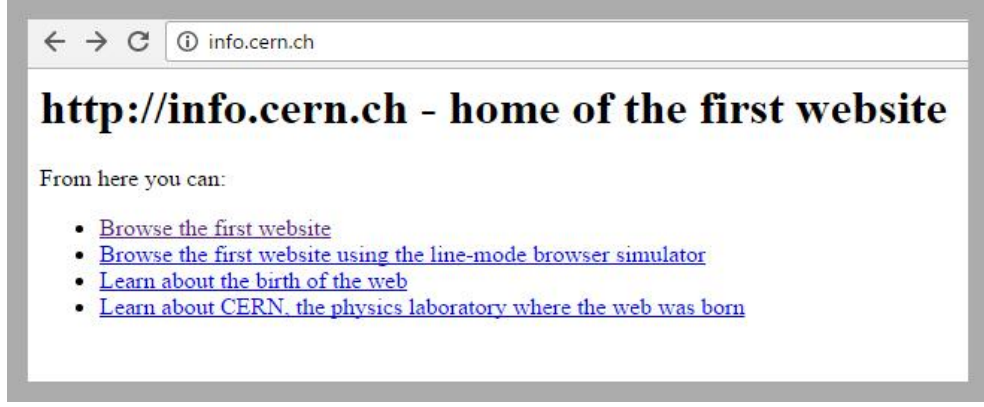 info.cern.ch
http://info.cern.ch - home of the first website
From here you can:
Browse the first website
Browse the first website using the line-mode browser simulator
Learn about the birth of the web
Learn about CERN, the physics laboratory where the web was born